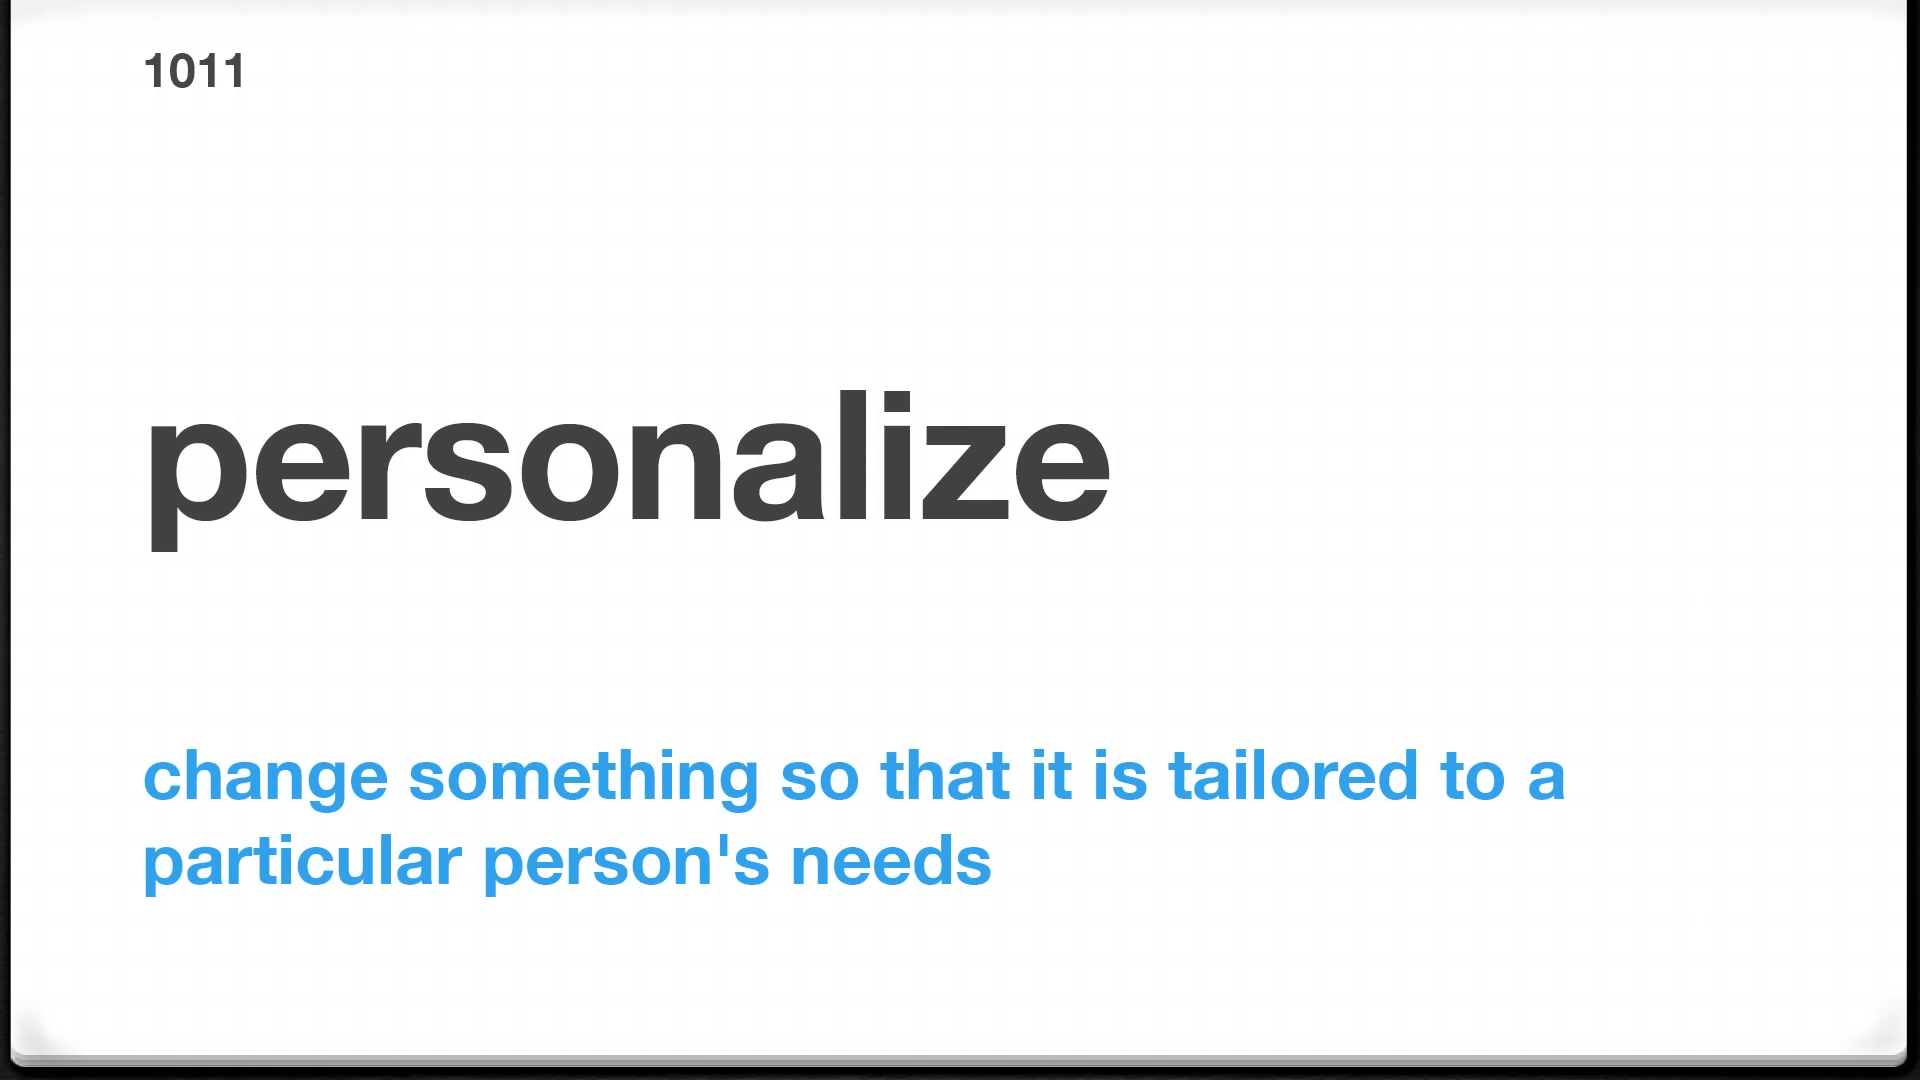 1011
personalize
change something so that it is tailored to a
particular person's needs